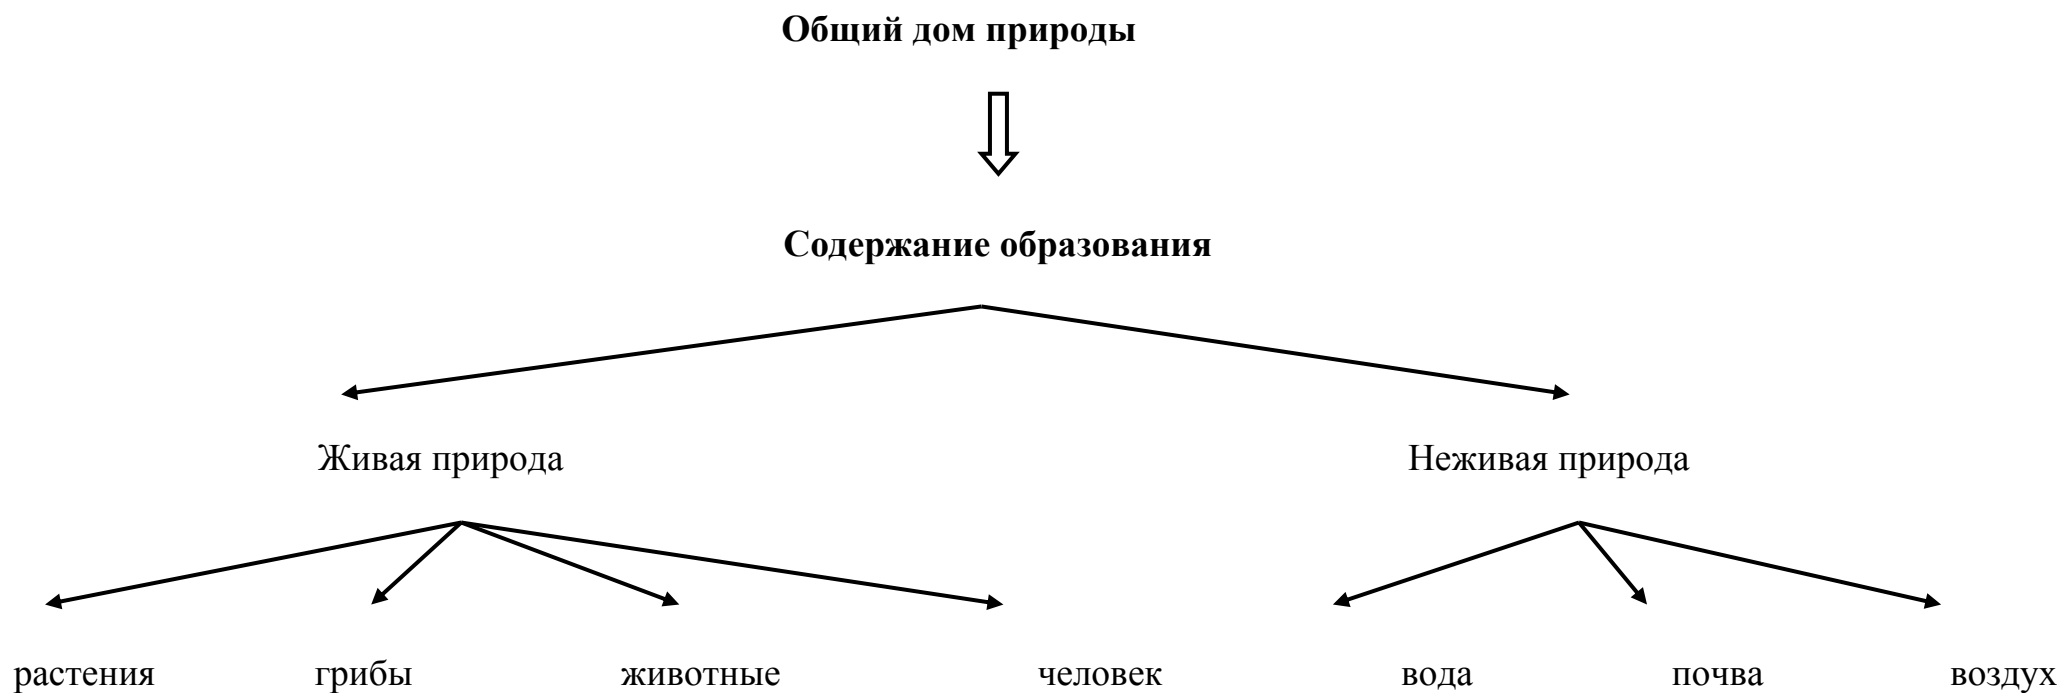 Общий дом природы
Содержание образования
Живая природа Неживая природа
растения грибы животные человек вода почва воздух